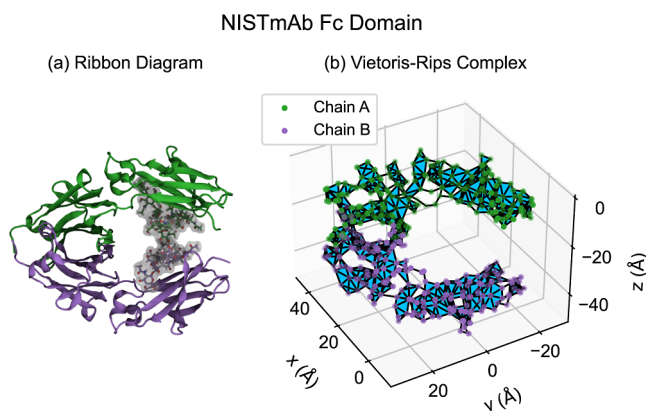 NISTmAb Fc Domain
(a) Ribbon Diagram
(b) Vietoris-Rips Complex
Chain A
Chain B
0
−20
−40
z (Å)
40
20
0
x (Å)
20
0
−20
y (Å)